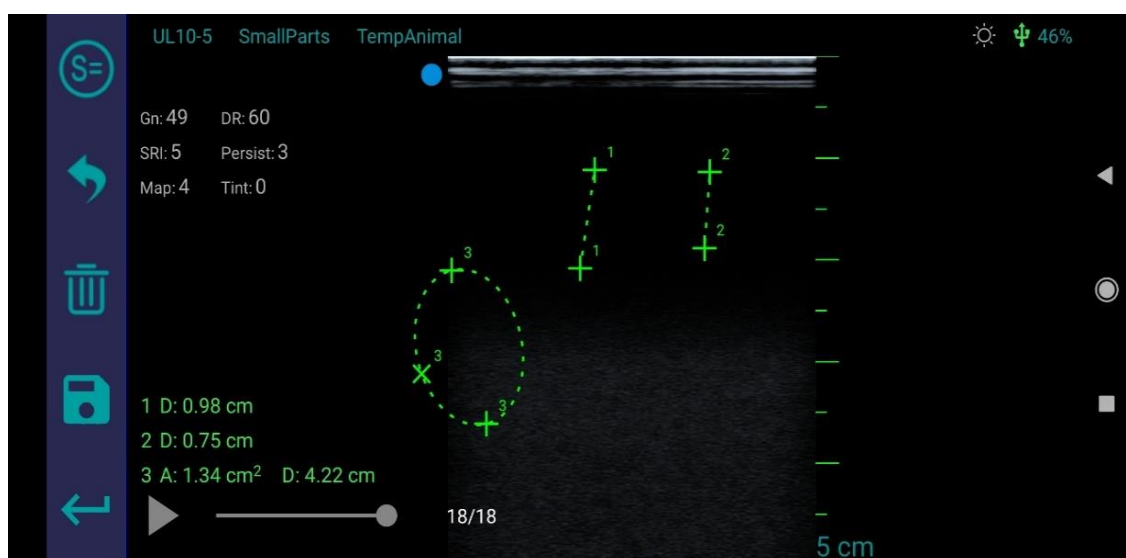 UL10-5 SmallParts TempAnimal 46%
S=
Gn: 49 DR: 60
SRI: 5 Persist: 3
Map: 4 Tint: 0
1 2
1 2
3
3
3
1 D: 0.98 cm
2 D: 0.75 cm
3 A: 1.34 cm² D: 4.22 cm
18/18
5 cm